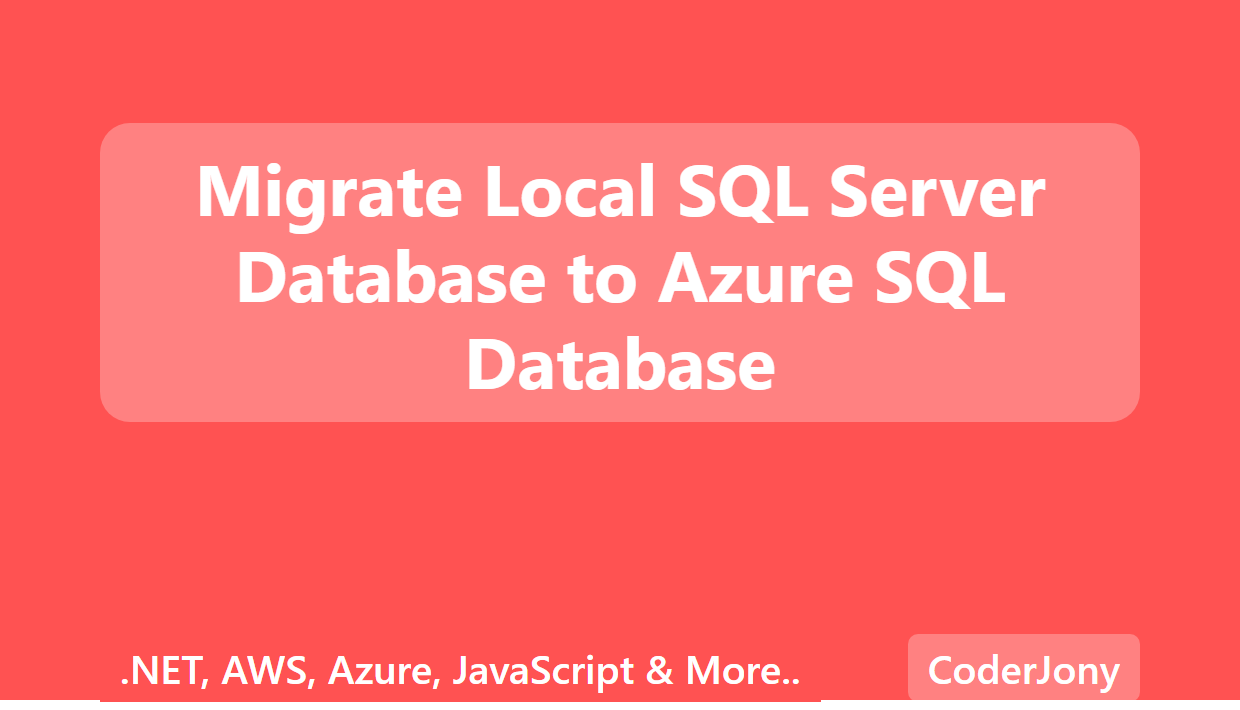 Migrate Local SQL Server
Database to Azure SQL
Database
.NET, AWS, Azure, JavaScript & More..
CoderJony